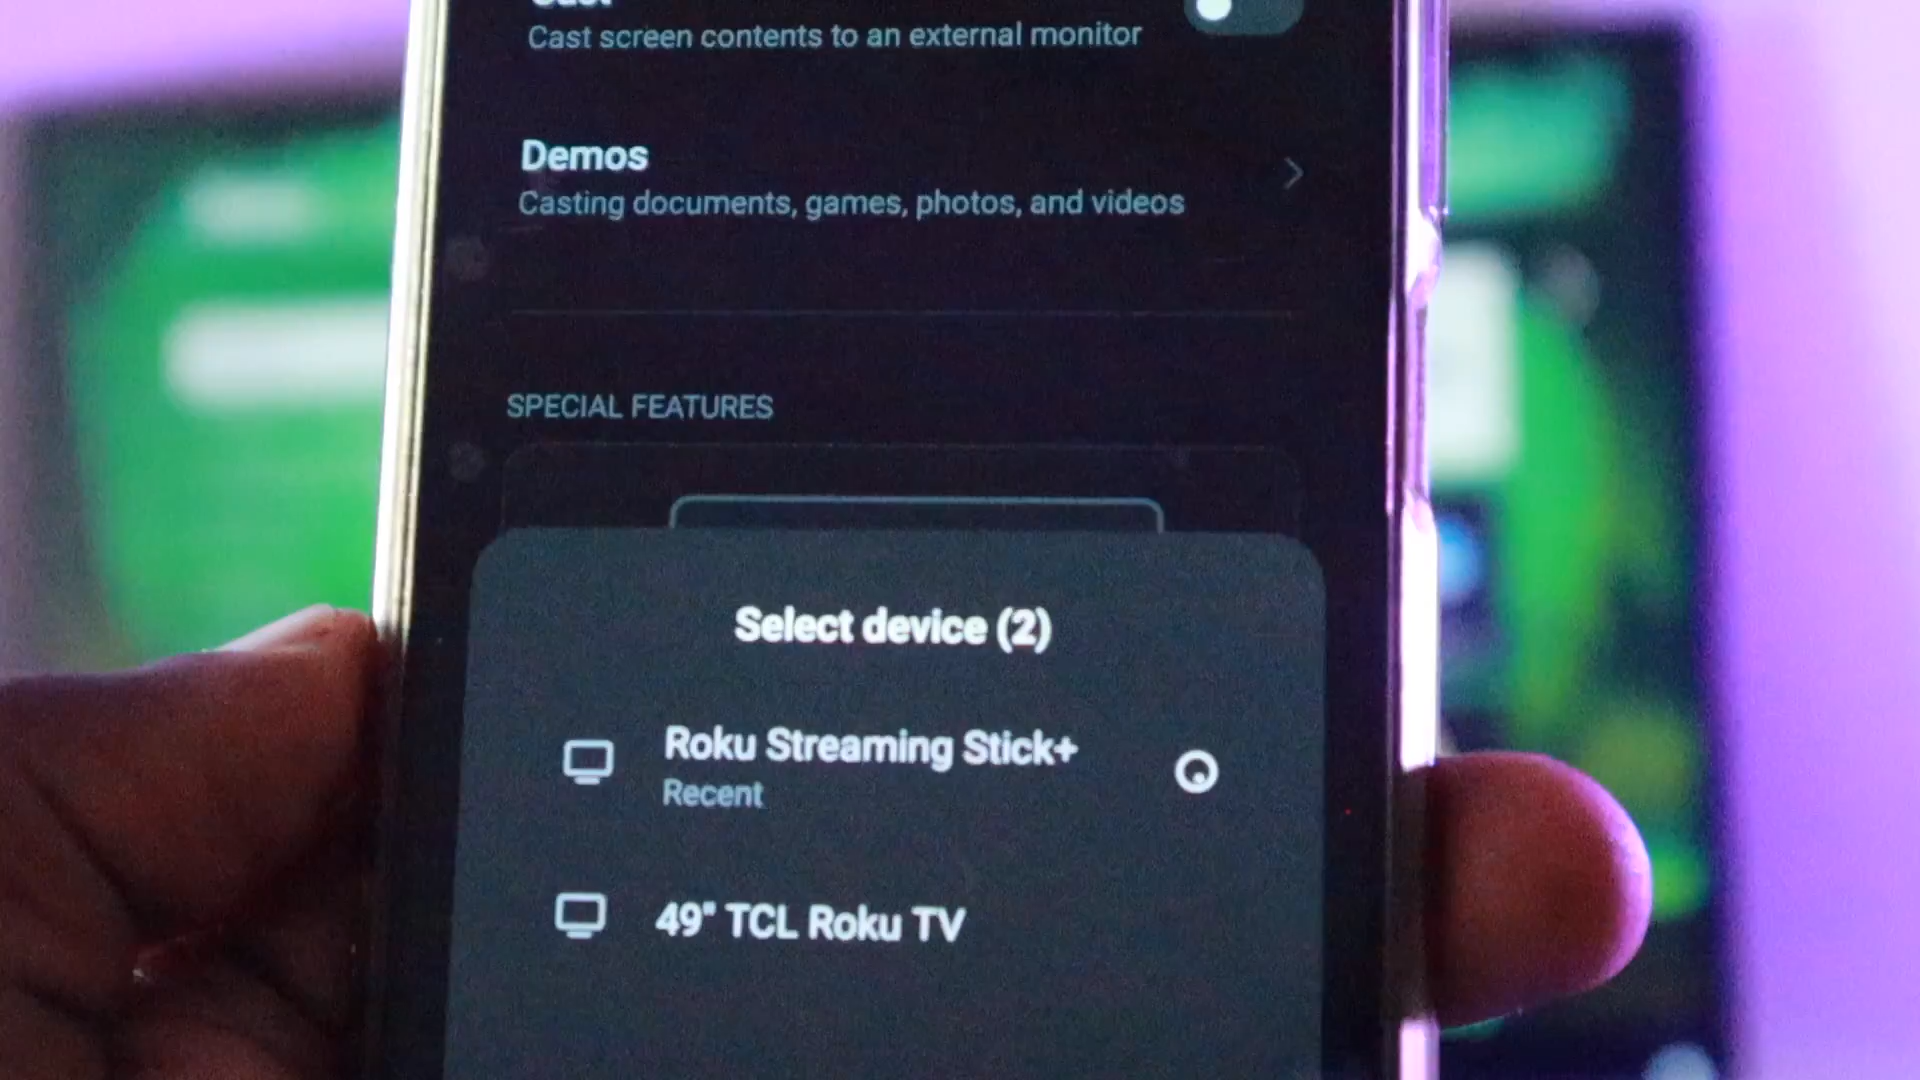 Cast
Cast screen contents to an external monitor
Demos
Casting documents, games, photos, and videos
SPECIAL FEATURES
Select device (2)
Roku Streaming Stick+
Recent
49" TCL Roku TV